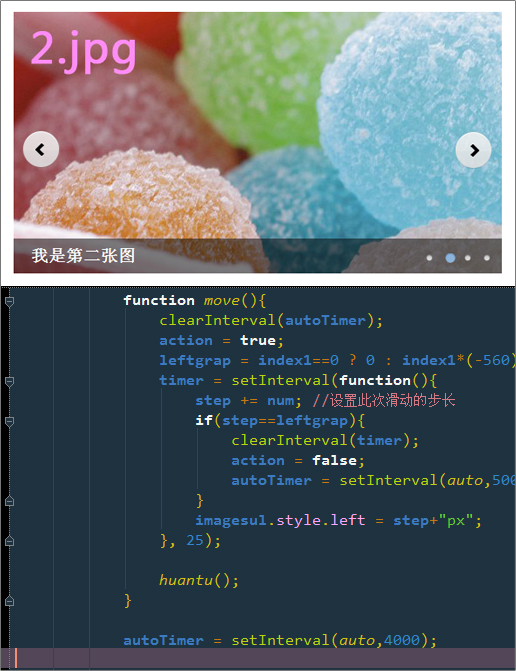 2.jpg
我是第二张图
function move(){
clearInterval(autoTimer);
action = true;
leftgrap = index1==0 ? 0 : index1*(-560)
timer = setInterval(function(){
step += num; //设置此次滑动的步长
if(step==leftgrap){
clearInterval(timer);
action = false;
autoTimer = setInterval(auto,500
}
imagesul.style.left = step+"px";
}, 25);
huantu();
}
autoTimer = setInterval(auto,4000);